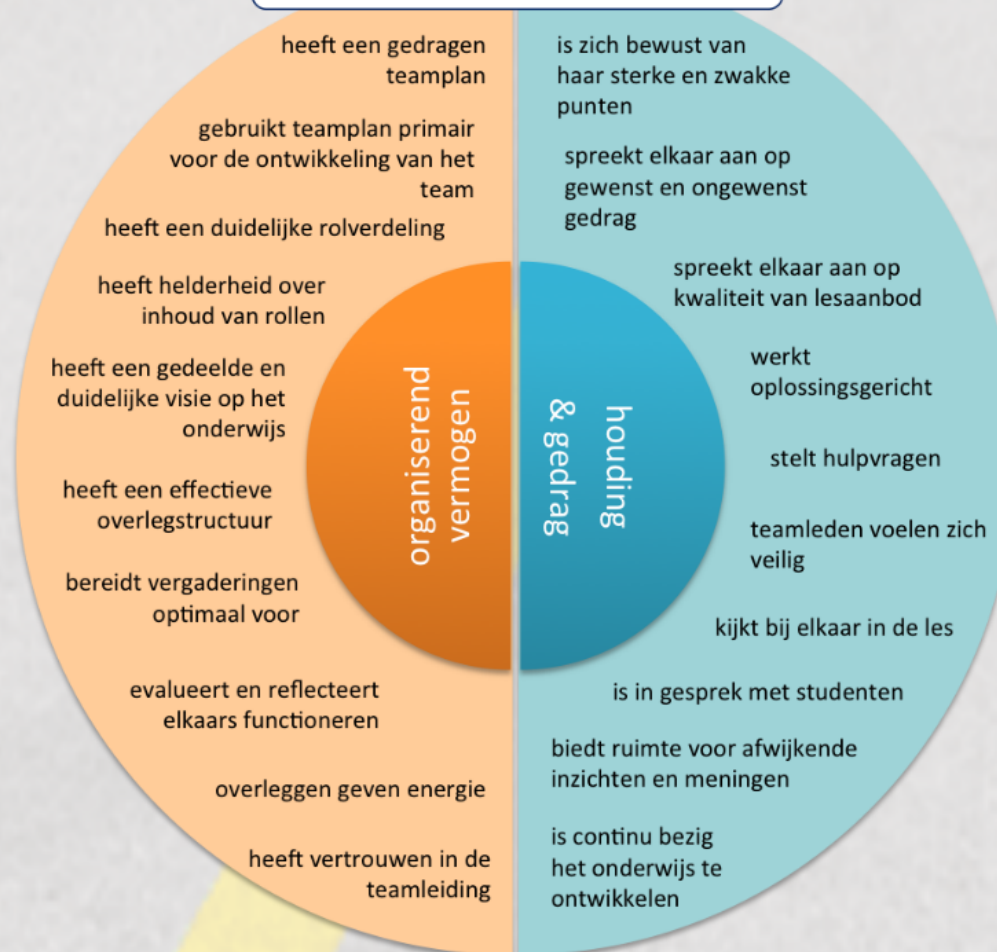 heeft een gedragen
teamplan
gebruikt teamplan primair
voor de ontwikkeling van het
team
heeft een duidelijke rolverdeling
heeft helderheid over
inhoud van rollen
heeft een gedeelde en
duidelijke visie op het
onderwijs
heeft een effectieve
overlegstructuur
bereidt vergaderingen
optimaal voor
evalueert en reflecteert
elkaars functioneren
overleggen geven energie
heeft vertrouwen in de
teamleiding
organiserend
vermogen
houding
& gedrag
is zich bewust van
haar sterke en zwakke
punten
spreekt elkaar aan op
gewenst en ongewenst
gedrag
spreekt elkaar aan op
kwaliteit van lesaanbod
werkt
oplossingsgericht
stelt hulpvragen
teamleden voelen zich
veilig
kijkt bij elkaar in de les
is in gesprek met studenten
biedt ruimte voor afwijkende
inzichten en meningen
is continu bezig
het onderwijs te
ontwikkelen